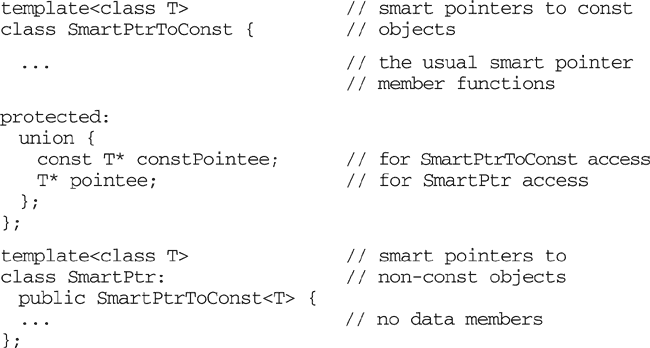 template<class T>                  // smart pointers to const
class SmartPtrToConst {            // objects
  ...                              // the usual smart pointer
                                   // member functions
protected:
  union {
    const T* constPointee;         // for SmartPtrToConst access
    T* pointee;                    // for SmartPtr access
  };
};
template<class T>                  // smart pointers to
class SmartPtr:                    // non-const objects
  public SmartPtrToConst<T> {
  ...                              // no data members
};